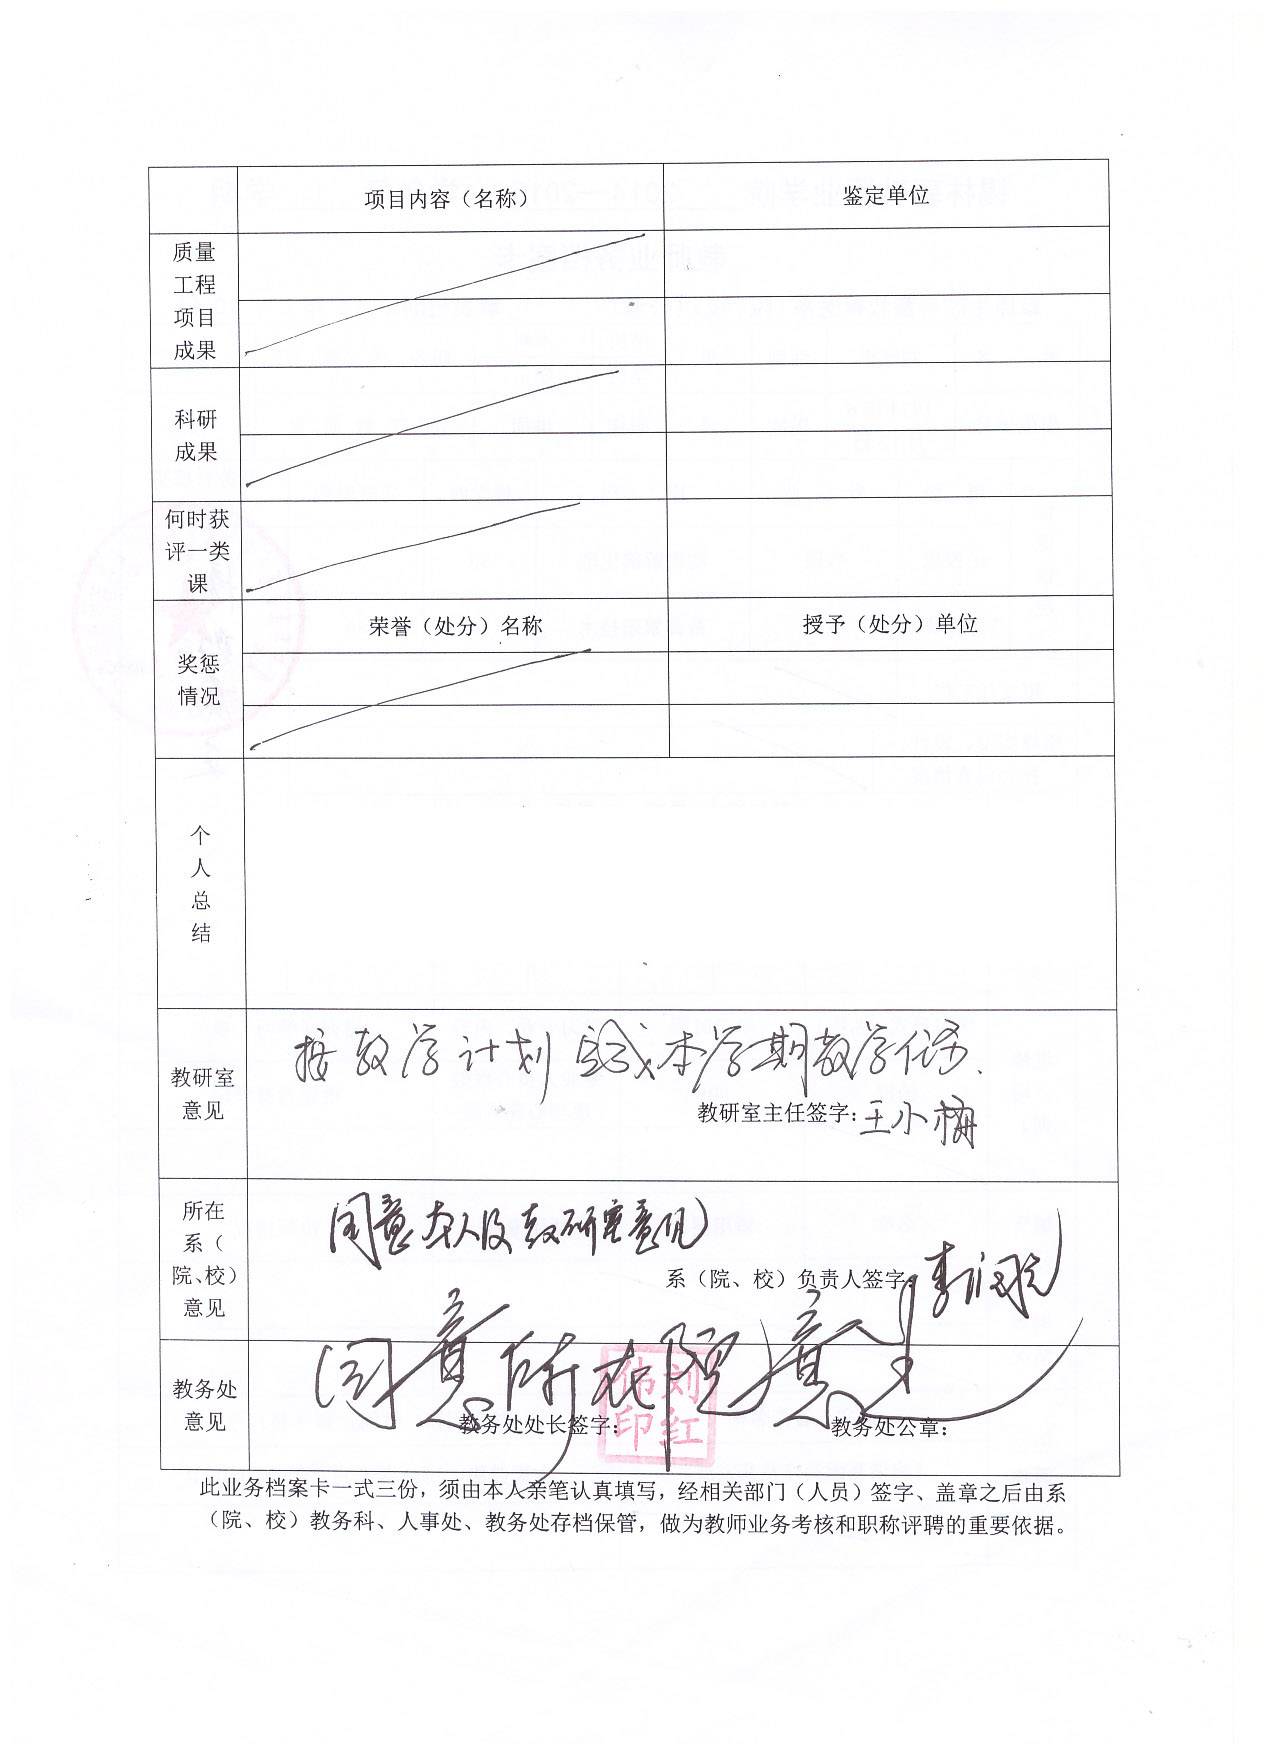 项目内容（名称）
鉴定单位
质量
工程
项目
成果
科研
成果
何时获
评一类
课
奖惩
情况
荣誉（处分）名称
授予（处分）单位
个
人
总
结
教研室
意见
按教学计划完成本学期教学任务.
教研室主任签字：王小梅
所在
系（
院、校）
意见
同意本人及教研室意见
系（院、校）负责人签字：李
教务处
意见
同意所在院意见
教务处处长签字：
刘红伟印
教务处公章：
此业务档案卡一式三份，须由本人亲笔认真填写，经相关部门（人员）签字、盖章之后由系
（院、校）教务科、人事处、教务处存档保管，做为教师业务考核和职称评聘的重要依据。